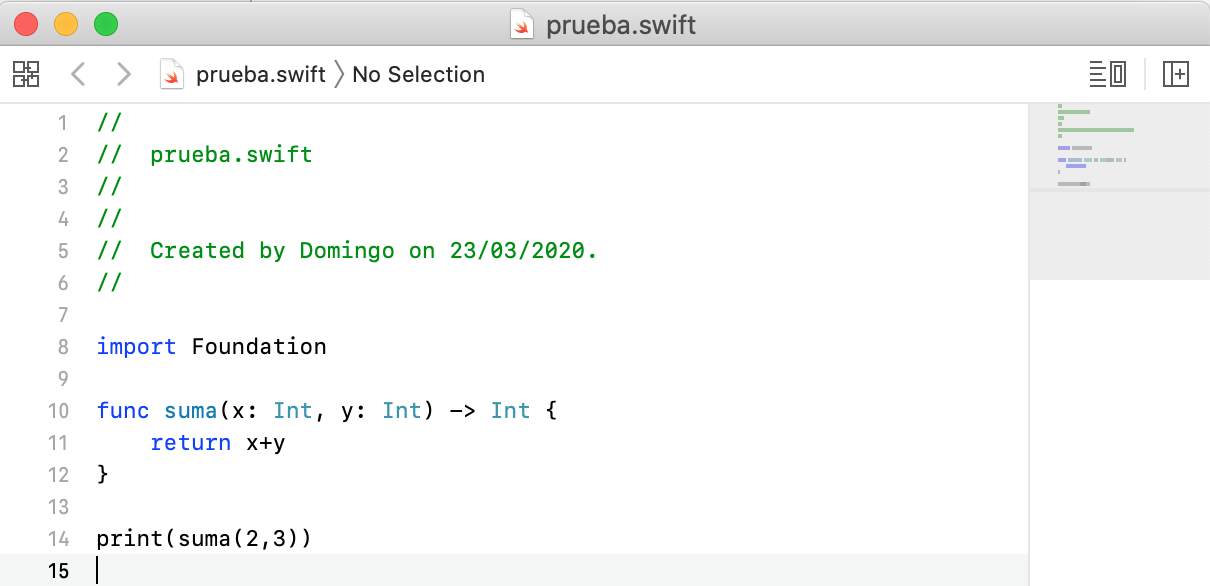 prueba.swift
prueba.swift No Selection
1 //
2 //  prueba.swift
3 //
4 //
5 //  Created by Domingo on 23/03/2020.
6 //
7
8 import Foundation
9
10 func suma(x: Int, y: Int) -> Int {
11     return x+y
12 }
13
14 print(suma(2,3))
15